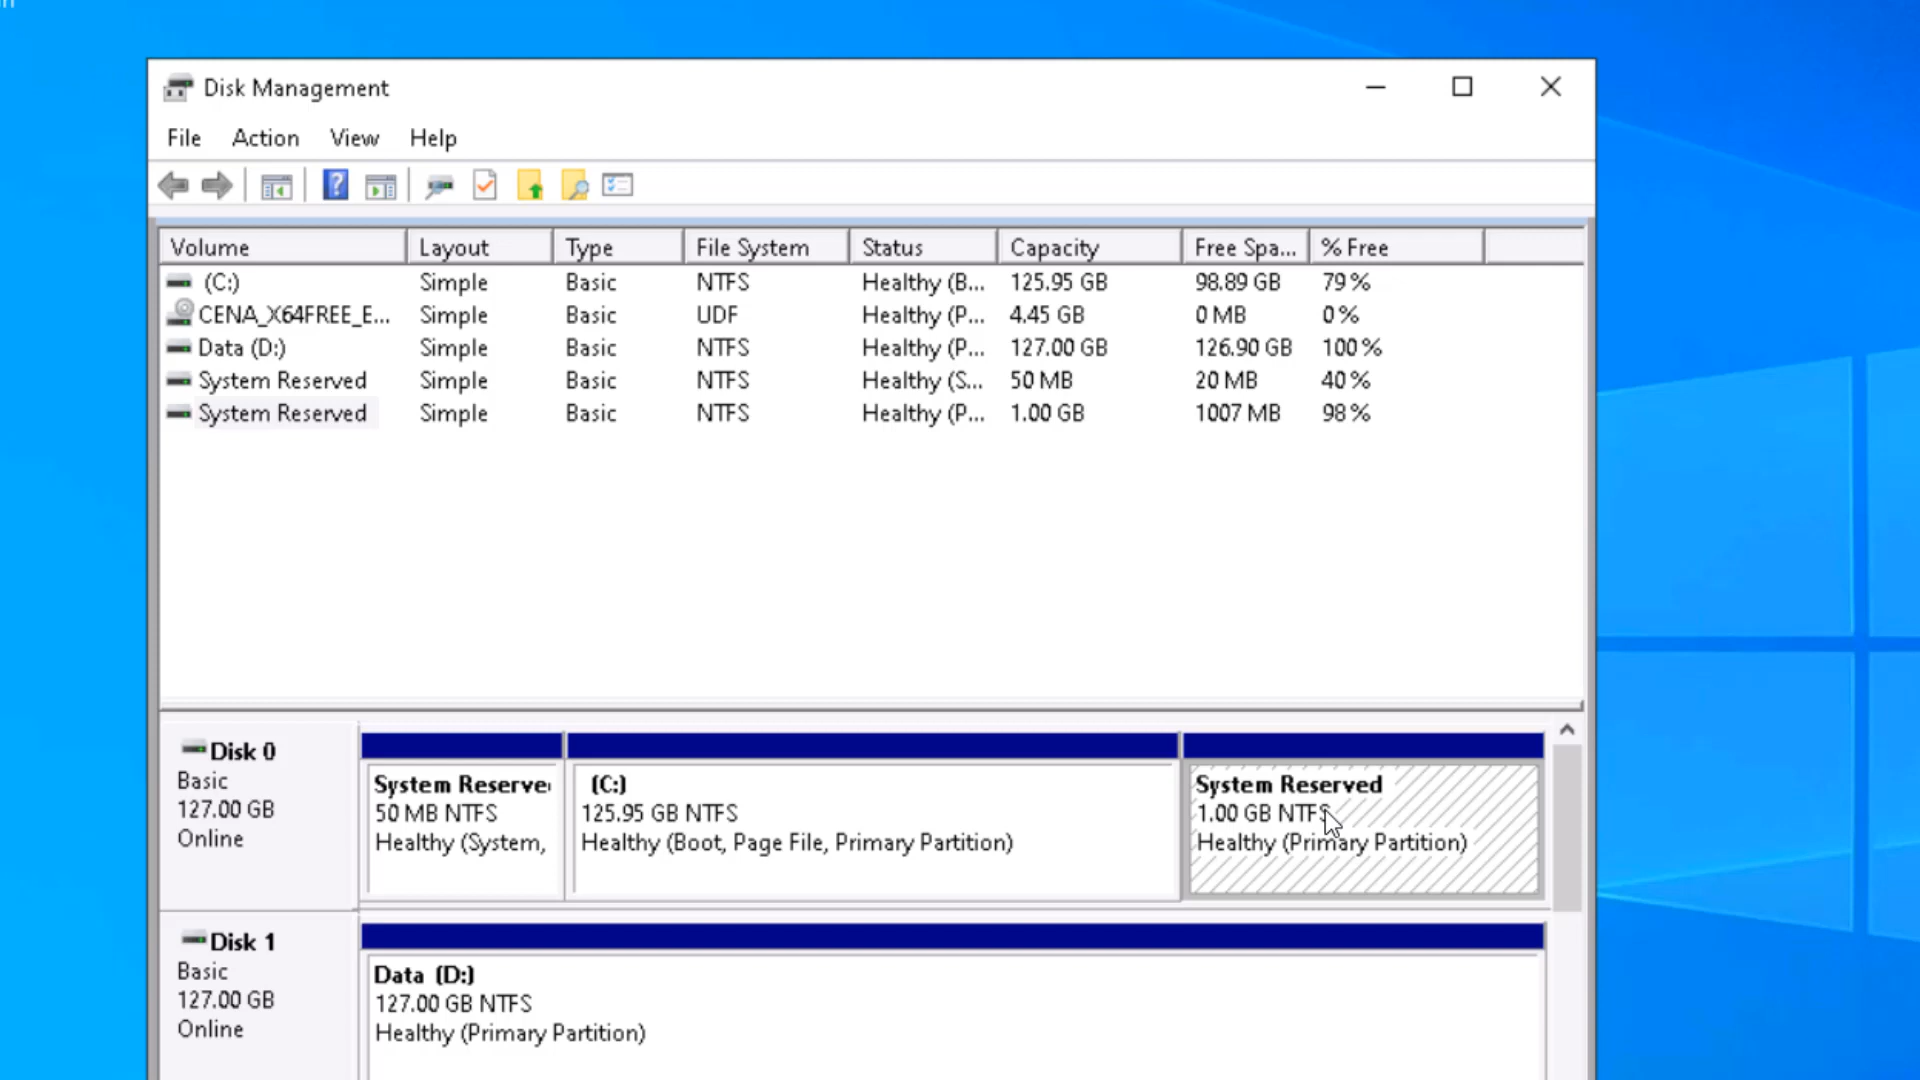 Disk Management
File Action View Help
Volume Layout Type File System Status Capacity Free Spa... % Free
(C:) Simple Basic NTFS Healthy (B... 125.95 GB 98.89 GB 79 %
CENA_X64FREE_E... Simple Basic UDF Healthy (P... 4.45 GB 0 MB 0 %
Data (D:) Simple Basic NTFS Healthy (P... 127.00 GB 126.90 GB 100 %
System Reserved Simple Basic NTFS Healthy (S... 50 MB 20 MB 40 %
System Reserved Simple Basic NTFS Healthy (P... 1.00 GB 1007 MB 98 %
Disk 0
Basic
127.00 GB
Online
System Reserve
50 MB NTFS
Healthy (System,
(C:)
125.95 GB NTFS
Healthy (Boot, Page File, Primary Partition)
System Reserved
1.00 GB NTFS
Healthy (Primary Partition)
Disk 1
Basic
127.00 GB
Online
Data (D:)
127.00 GB NTFS
Healthy (Primary Partition)